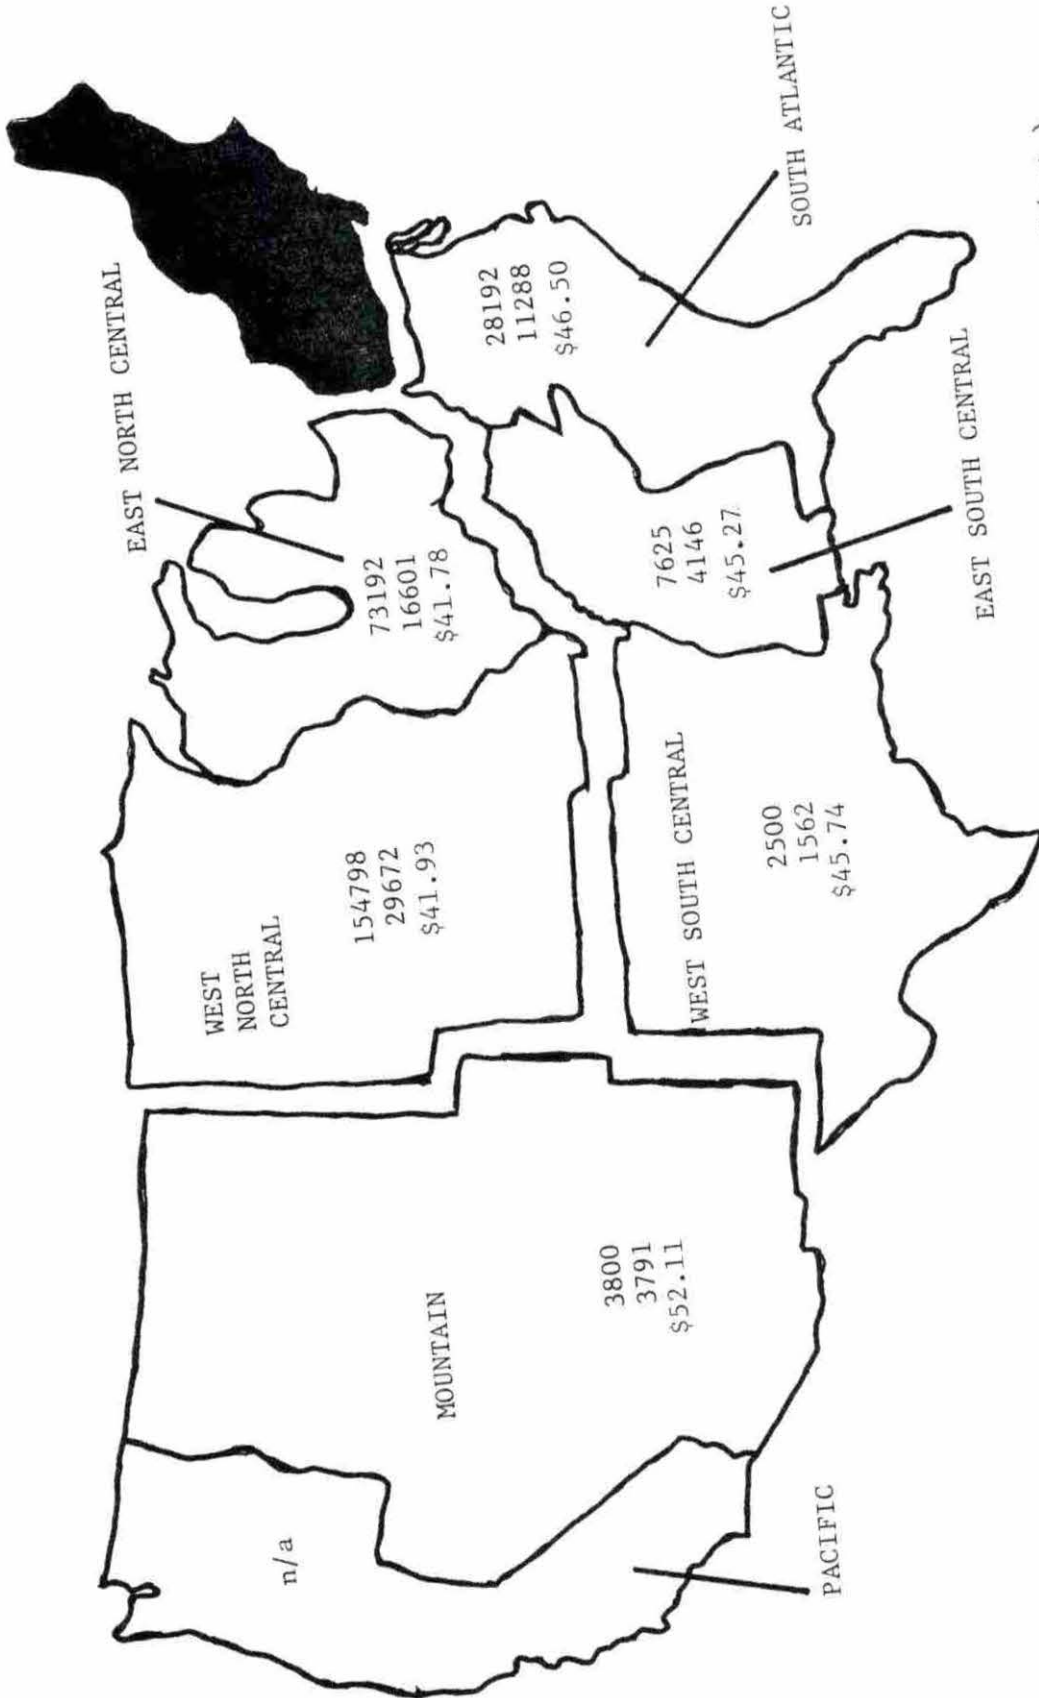 EAST NORTH CENTRAL
WEST
NORTH
CENTRAL
154798
29672
$41.93
73192
16601
$41.78
28192
11288
$46.50
SOUTH ATLANTIC
MOUNTAIN
3800
3791
$52.11
n/a
PACIFIC
WEST SOUTH CENTRAL
2500
1562
$45.74
7625
4146
$45.27
EAST SOUTH CENTRAL